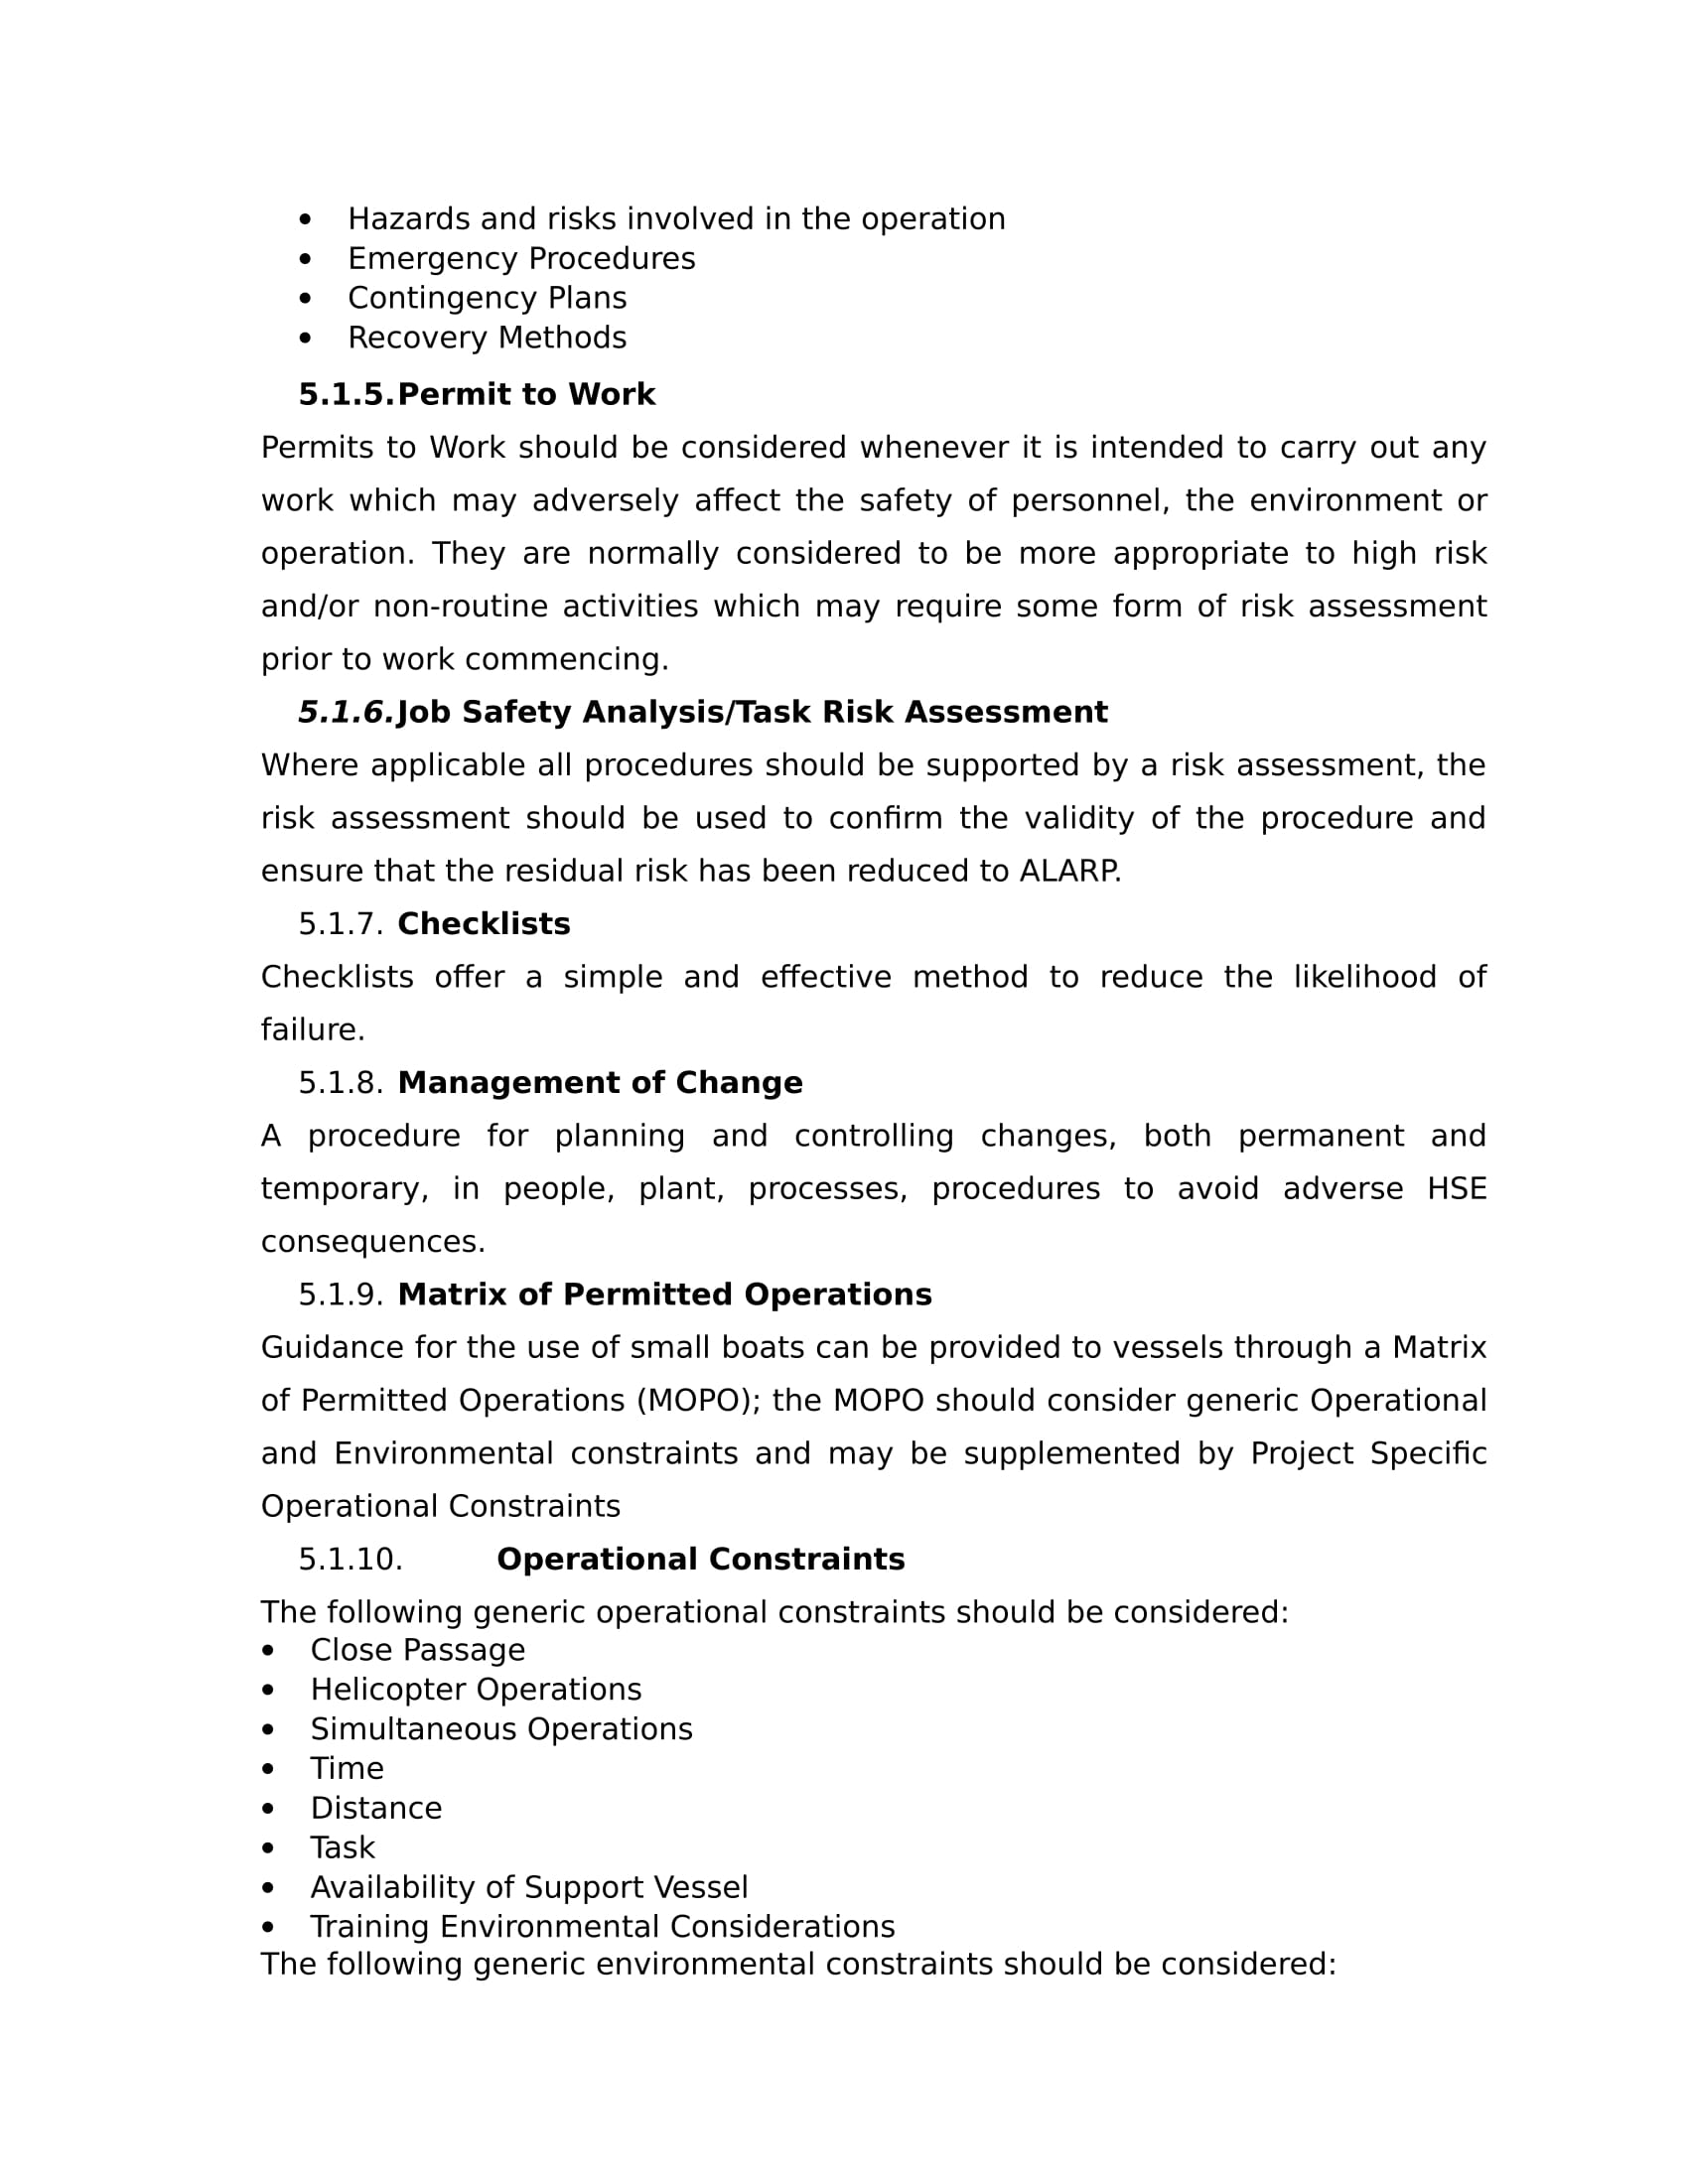 • Hazards and risks involved in the operation
• Emergency Procedures
• Contingency Plans
• Recovery Methods
5.1.5. Permit to Work
Permits to Work should be considered whenever it is intended to carry out any
work which may adversely affect the safety of personnel, the environment or
operation. They are normally considered to be more appropriate to high risk
and/or non-routine activities which may require some form of risk assessment
prior to work commencing.
5.1.6. Job Safety Analysis/Task Risk Assessment
Where applicable all procedures should be supported by a risk assessment, the
risk assessment should be used to confirm the validity of the procedure and
ensure that the residual risk has been reduced to ALARP.
5.1.7. Checklists
Checklists offer a simple and effective method to reduce the likelihood of
failure.
5.1.8. Management of Change
A procedure for planning and controlling changes, both permanent and
temporary, in people, plant, processes, procedures to avoid adverse HSE
consequences.
5.1.9. Matrix of Permitted Operations
Guidance for the use of small boats can be provided to vessels through a Matrix
of Permitted Operations (MOPO); the MOPO should consider generic Operational
and Environmental constraints and may be supplemented by Project Specific
Operational Constraints
5.1.10. Operational Constraints
The following generic operational constraints should be considered:
• Close Passage
• Helicopter Operations
• Simultaneous Operations
• Time
• Distance
• Task
• Availability of Support Vessel
• Training Environmental Considerations
The following generic environmental constraints should be considered: